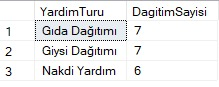 YardimTuru DagitimSayisi
1 Gıda Dağıtımı 7
2 Giysi Dağıtımı 7
3 Nakdi Yardım 6